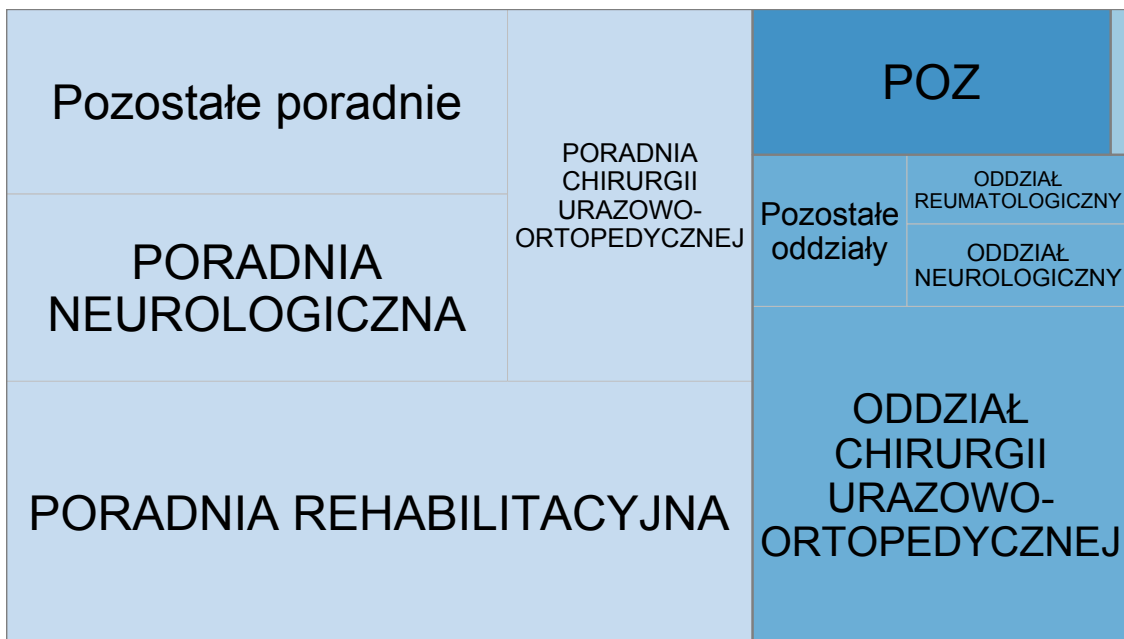 Pozostałe poradnie
PORADNIA
NEUROLOGICZNA
PORADNIA
CHIRURGII
URAZOWO-
ORTOPEDYCZNEJ
PORADNIA REHABILITACYJNA
POZ
Pozostałe
oddziały
ODDZIAŁ
REUMATOLOGICZNY
ODDZIAŁ
NEUROLOGICZNY
ODDZIAŁ
CHIRURGII
URAZOWO-
ORTOPEDYCZNEJ